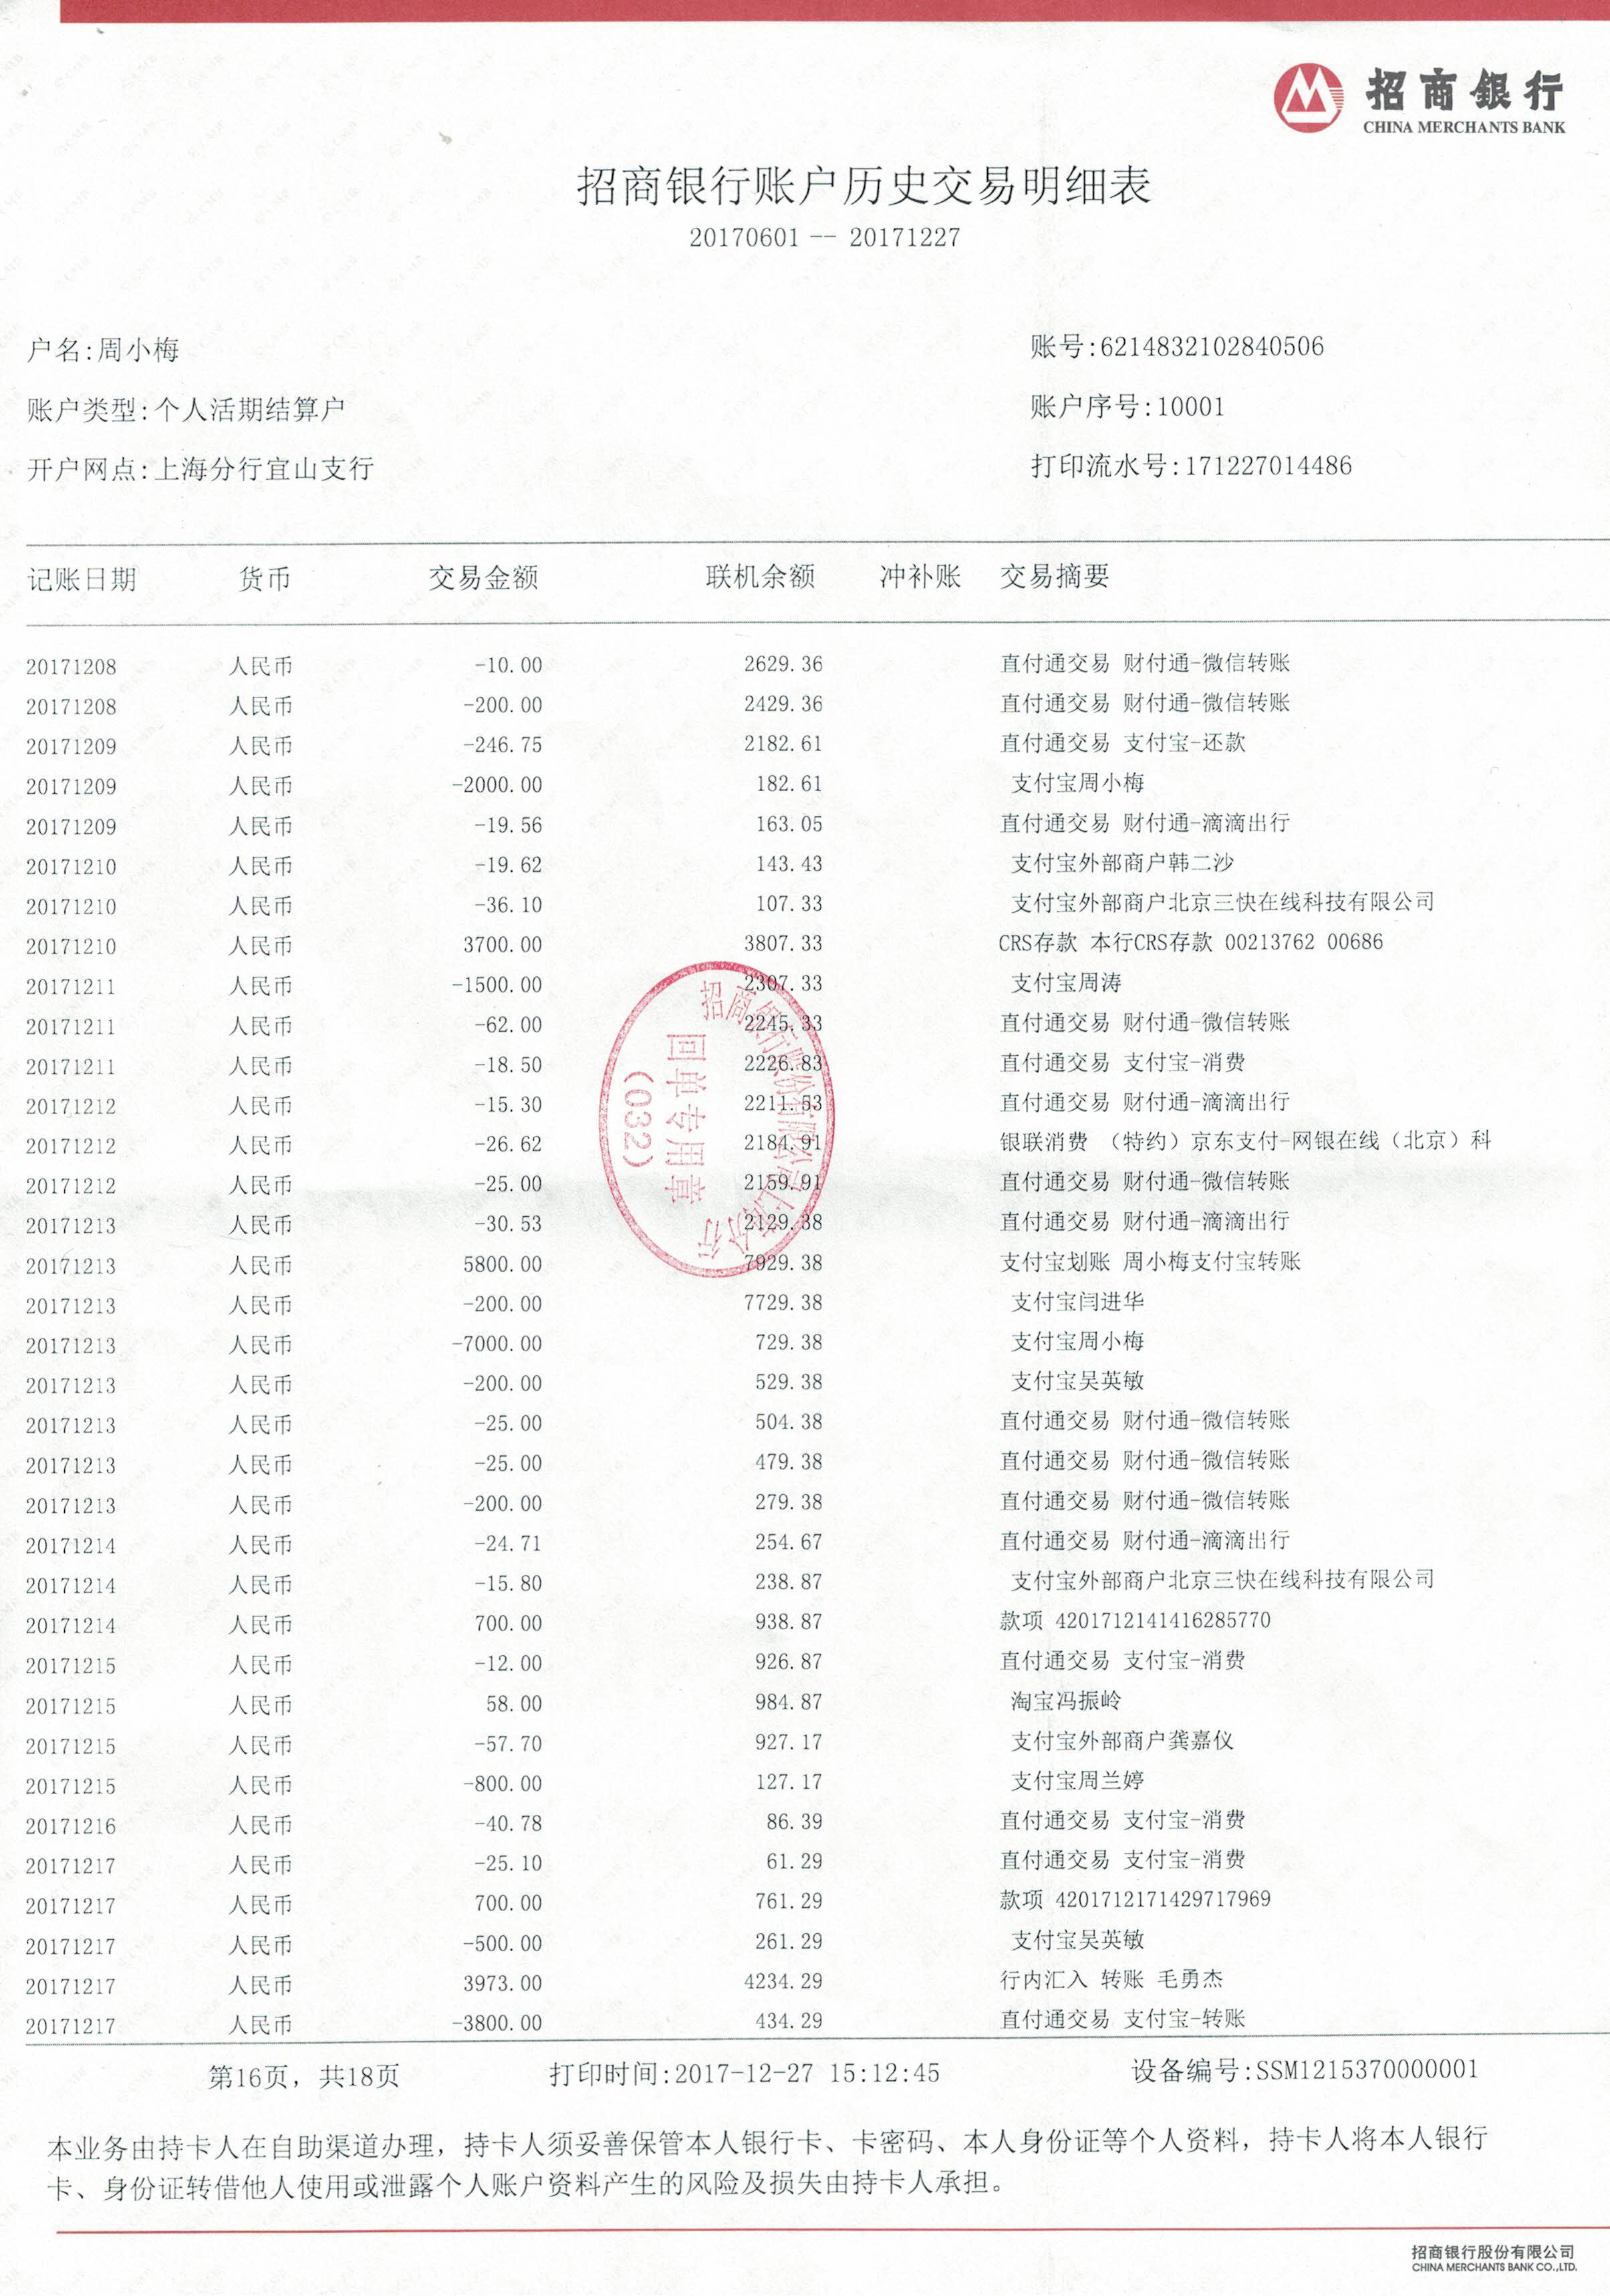 招商銀行
CHINA MERCHANTS BANK
招商银行账户历史交易明细表
20170601 -- 20171227
户名:周小梅 账号:6214832102840506
账户类型:个人活期结算户 账户序号:10001
开户网点:上海分行宜山支行 打印流水号:171227014486
记账日期 货币 交易金额 联机余额 冲补账 交易摘要
20171208 人民币 -10.00 2629.36 直付通交易 财付通-微信转账
20171208 人民币 -200.00 2429.36 直付通交易 财付通-微信转账
20171209 人民币 -246.75 2182.61 直付通交易 支付宝-还款
20171209 人民币 -2000.00 182.61 支付宝周小梅
20171209 人民币 -19.56 163.05 直付通交易 财付通-滴滴出行
20171210 人民币 -19.62 143.43 支付宝外部商户韩二沙
20171210 人民币 -36.10 107.33 支付宝外部商户北京三快在线科技有限公司
20171210 人民币 3700.00 3807.33 CRS存款 本行CRS存款 00213762 00686
20171211 人民币 -1500.00 2307.33 支付宝周涛
20171211 人民币 -62.00 2245.33 直付通交易 财付通-微信转账
20171211 人民币 -18.50 2226.83 直付通交易 支付宝-消费
20171212 人民币 -15.30 2211.53 直付通交易 财付通-滴滴出行
20171212 人民币 -26.62 2184.91 银联消费 （特约）京东支付-网银在线（北京）科
20171212 人民币 -25.00 2159.91 直付通交易 财付通-微信转账
20171213 人民币 -30.53 2129.38 直付通交易 财付通-滴滴出行
20171213 人民币 5800.00 7929.38 支付宝划账 周小梅支付宝转账
20171213 人民币 -200.00 7729.38 支付宝闫进华
20171213 人民币 -7000.00 729.38 支付宝周小梅
20171213 人民币 -200.00 529.38 支付宝吴英敏
20171213 人民币 -25.00 504.38 直付通交易 财付通-微信转账
20171213 人民币 -25.00 479.38 直付通交易 财付通-微信转账
20171213 人民币 -200.00 279.38 直付通交易 财付通-微信转账
20171214 人民币 -24.71 254.67 直付通交易 财付通-滴滴出行
20171214 人民币 -15.80 238.87 支付宝外部商户北京三快在线科技有限公司
20171214 人民币 700.00 938.87 款项 4201712141416285770
20171215 人民币 -12.00 926.87 直付通交易 支付宝-消费
20171215 人民币 58.00 984.87 淘宝冯振岭
20171215 人民币 -57.70 927.17 支付宝外部商户龚嘉仪
20171215 人民币 -800.00 127.17 支付宝周兰婷
20171216 人民币 -40.78 86.39 直付通交易 支付宝-消费
20171217 人民币 -25.10 61.29 直付通交易 支付宝-消费
20171217 人民币 700.00 761.29 款项 4201712171429717969
20171217 人民币 -500.00 261.29 支付宝吴英敏
20171217 人民币 3973.00 4234.29 行内汇入 转账 毛勇杰
20171217 人民币 -3800.00 434.29 直付通交易 支付宝-转账
招商银行股份有限公司上海分行
回单专用章
(032)
第16页，共18页 打印时间:2017-12-27 15:12:45 设备编号:SSM1215370000001
本业务由持卡人在自助渠道办理，持卡人须妥善保管本人银行卡、卡密码、本人身份证等个人资料，持卡人将本人银行
卡、身份证转借他人使用或泄露个人账户资料产生的风险及损失由持卡人承担。
招商银行股份有限公司
CHINA MERCHANTS BANK CO.,LTD.